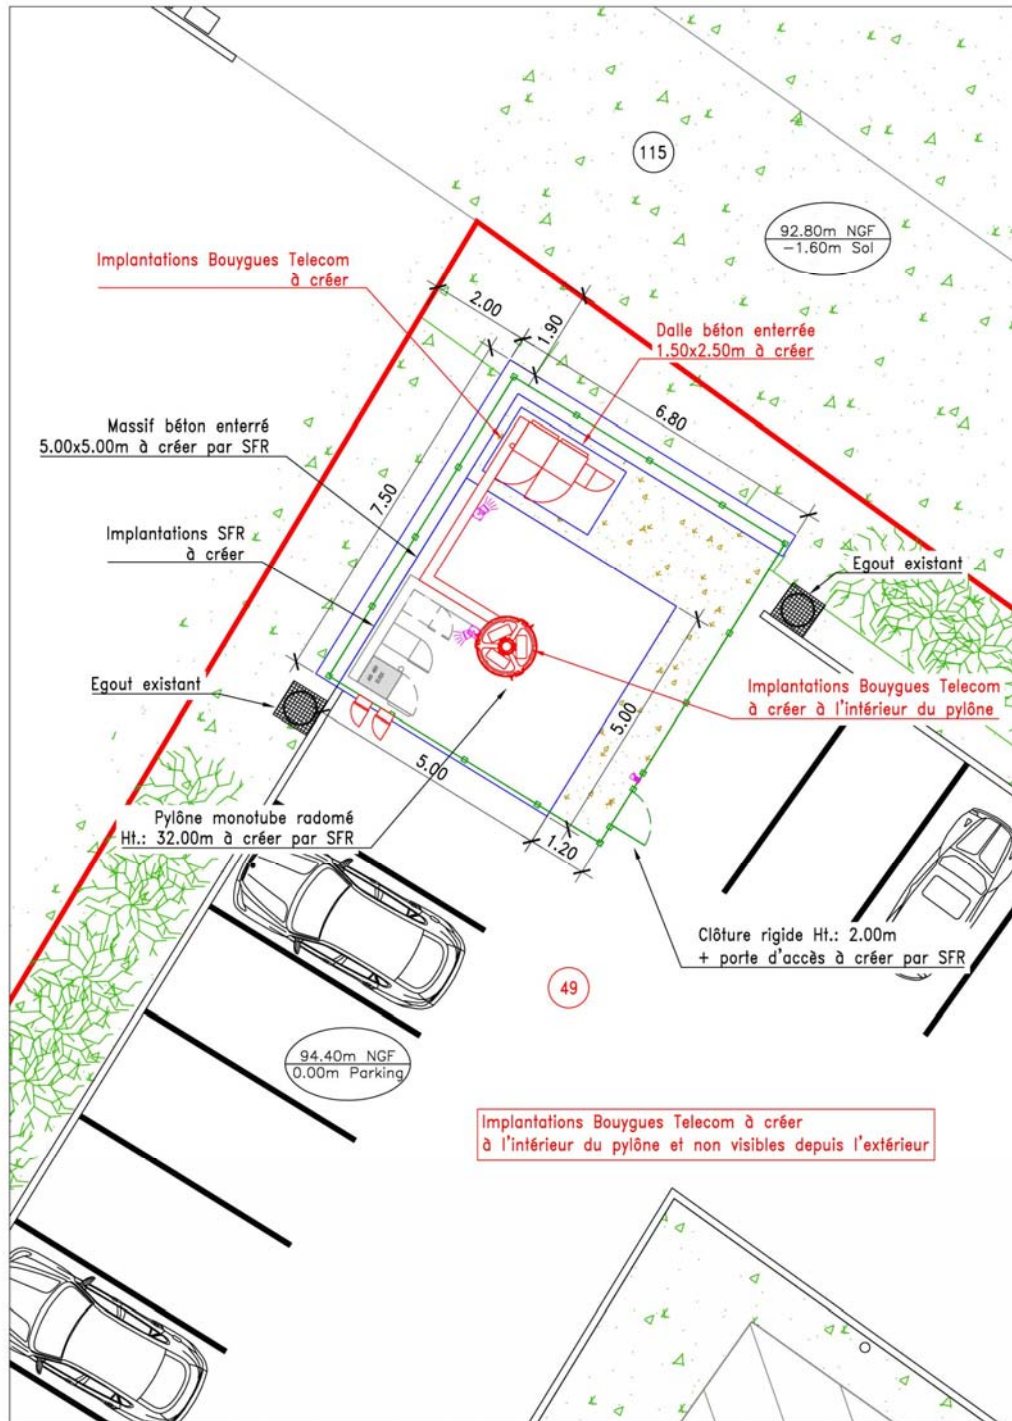 115
92.80m NGF
-1.60m Sol
Implantations Bouygues Telecom
à créer
2.00
1.90
Dalle béton enterrée
1.50x2.50m à créer
6.80
Massif béton enterré
5.00x5.00m à créer par SFR
7.50
Implantations SFR
à créer
Egout existant
Egout existant
Implantations Bouygues Telecom
à créer à l'intérieur du pylône
5.00
5.00
Pylône monotube radomé
Ht.: 32.00m à créer par SFR
1.20
Clôture rigide Ht.: 2.00m
+ porte d'accès à créer par SFR
49
94.40m NGF
0.00m Parking
Implantations Bouygues Telecom à créer
à l'intérieur du pylône et non visibles depuis l'extérieur